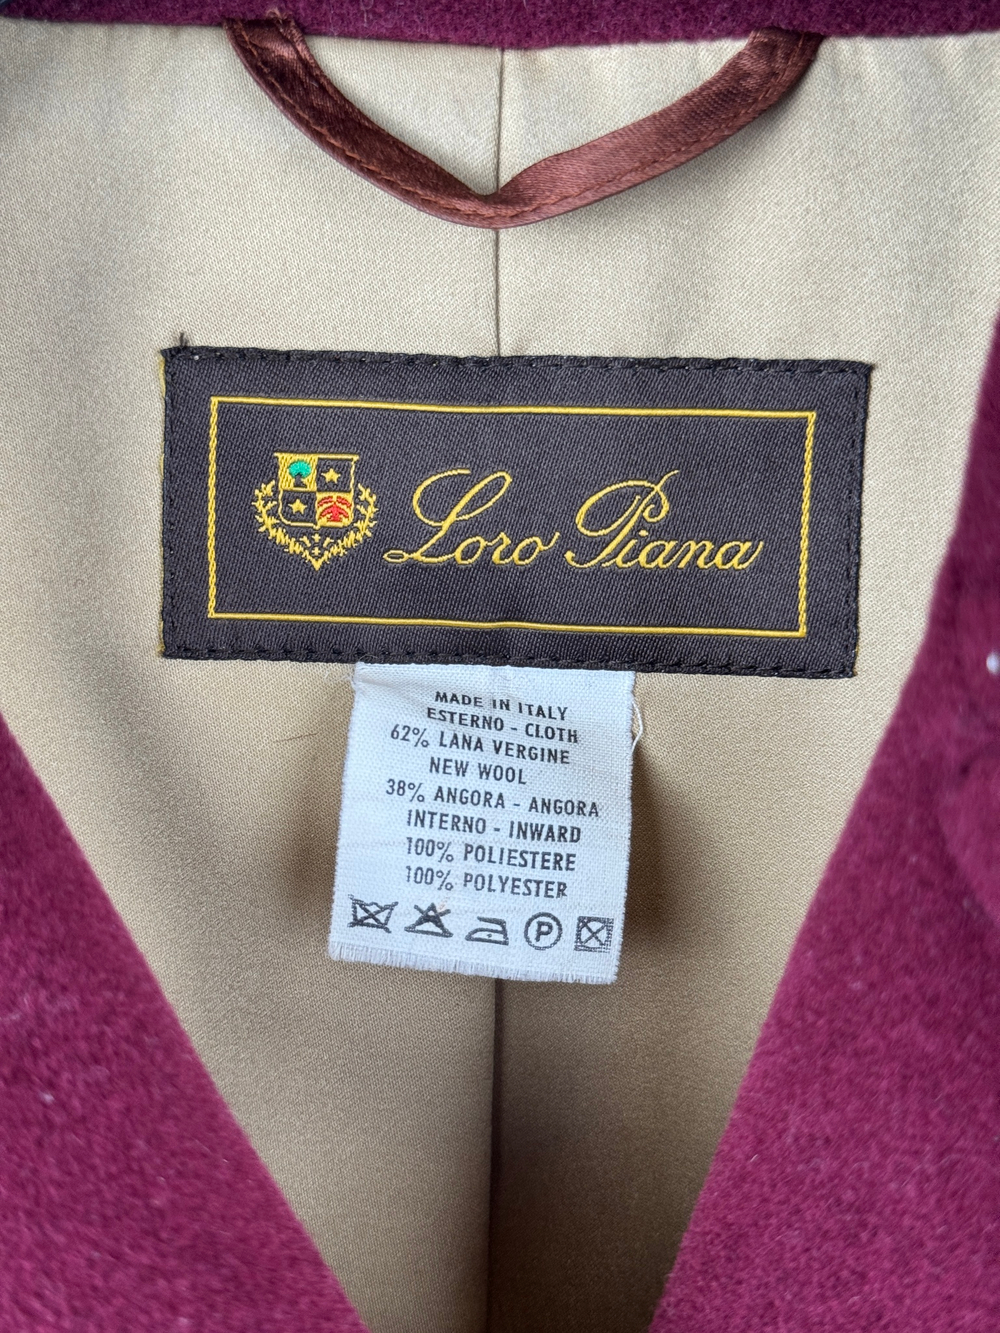 Loro Piana
MADE IN ITALY
ESTERNO - CLOTH
62% LANA VERGINE
NEW WOOL
38% ANGORA - ANGORA
INTERNO - INWARD
100% POLIESTERE
100% POLYESTER
P